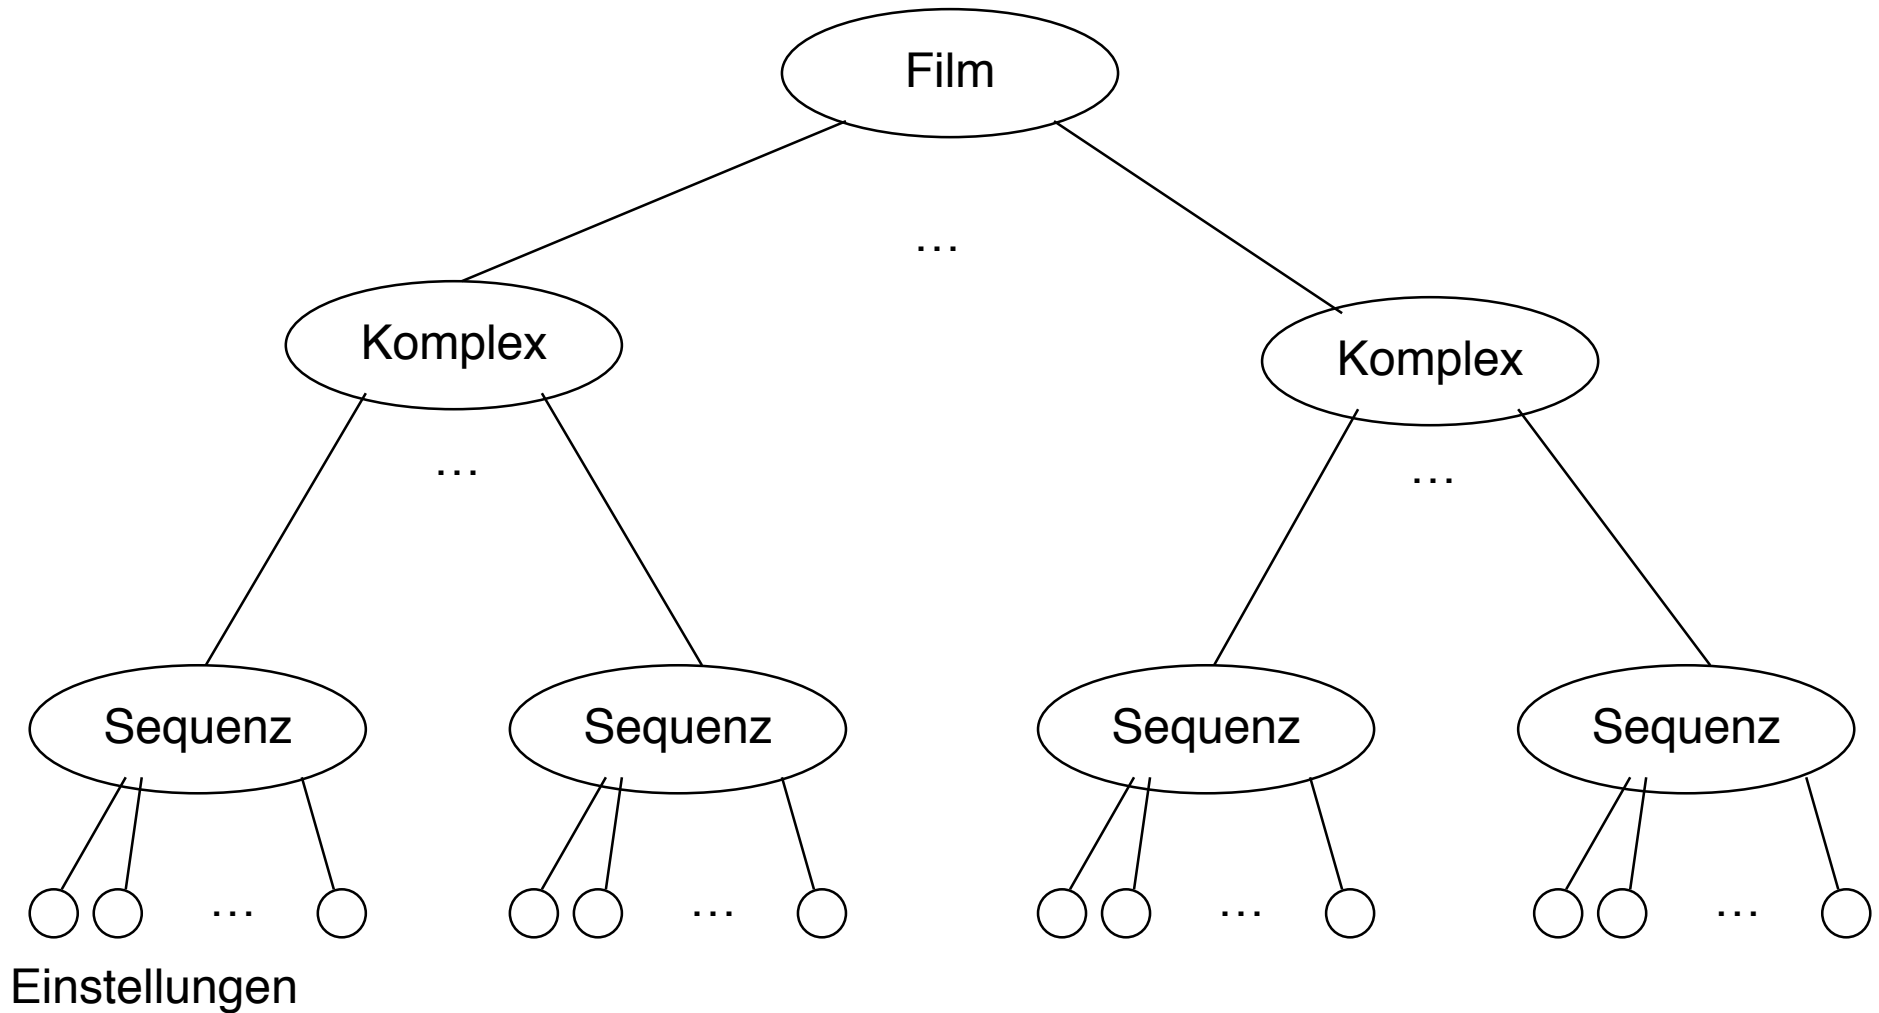 Film
...
Komplex
Komplex
...
...
Sequenz
Sequenz
Sequenz
Sequenz
...
...
...
...
Einstellungen